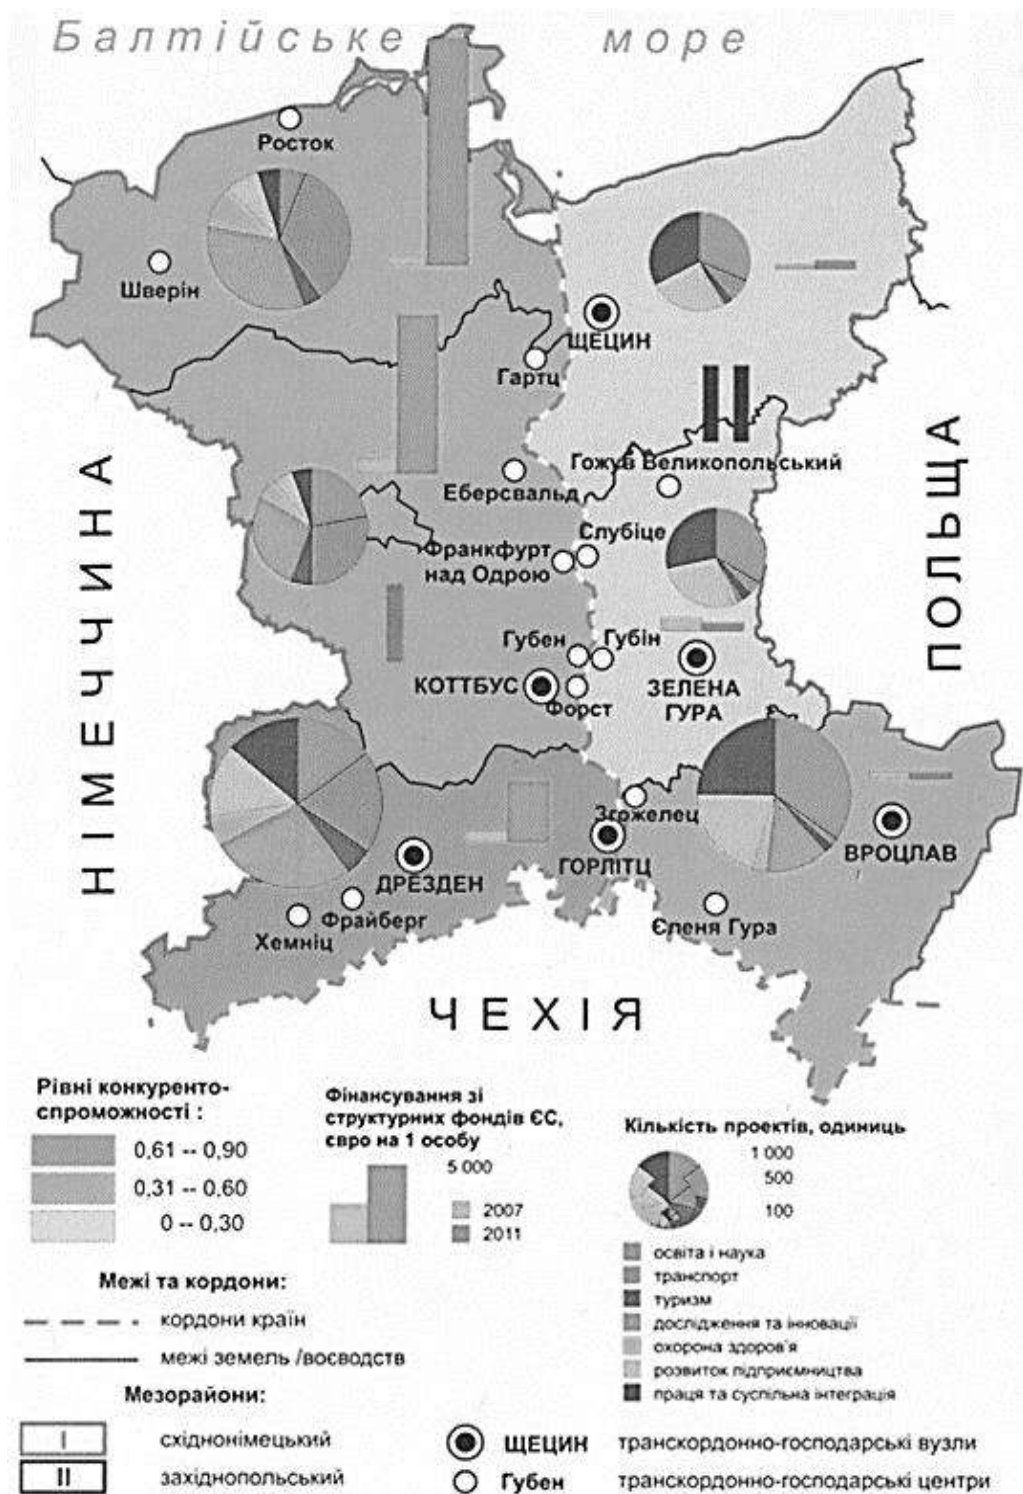 Балтійське море
Росток
Шверін
ЩЕЦИН
Гартц
НІМЕЧЧИНА
ПОЛЬЩА
II
Гожув Великопольський
Еберсвальд
Слубіце
Франкфурт
над Одрою
I
Губен
Губін
КОТТБУС
Форст
ЗЕЛЕНА
ГУРА
Згожелец
ВРОЦЛАВ
ГОРЛІТЦ
ДРЕЗДЕН
Фрайберг
Хемніц
Єленя Гура
ЧЕХІЯ
Рівні конкуренто-
спроможності :
0,61 -- 0,90
0,31 -- 0,60
0 -- 0,30
Фінансування зі
структурних фондів ЄС,
євро на 1 особу
5 000
2007
2011
Кількість проектів, одиниць
1 000
500
100
освіта і наука
транспорт
туризм
дослідження та інновації
охорона здоров'я
розвиток підприємництва
праця та суспільна інтеграція
Межі та кордони:
кордони країн
межі земель /воєводств
Мезорайони:
I східнонімецький
II західнопольський
ЩЕЦИН транскордонно-господарські вузли
Губен транскордонно-господарські центри